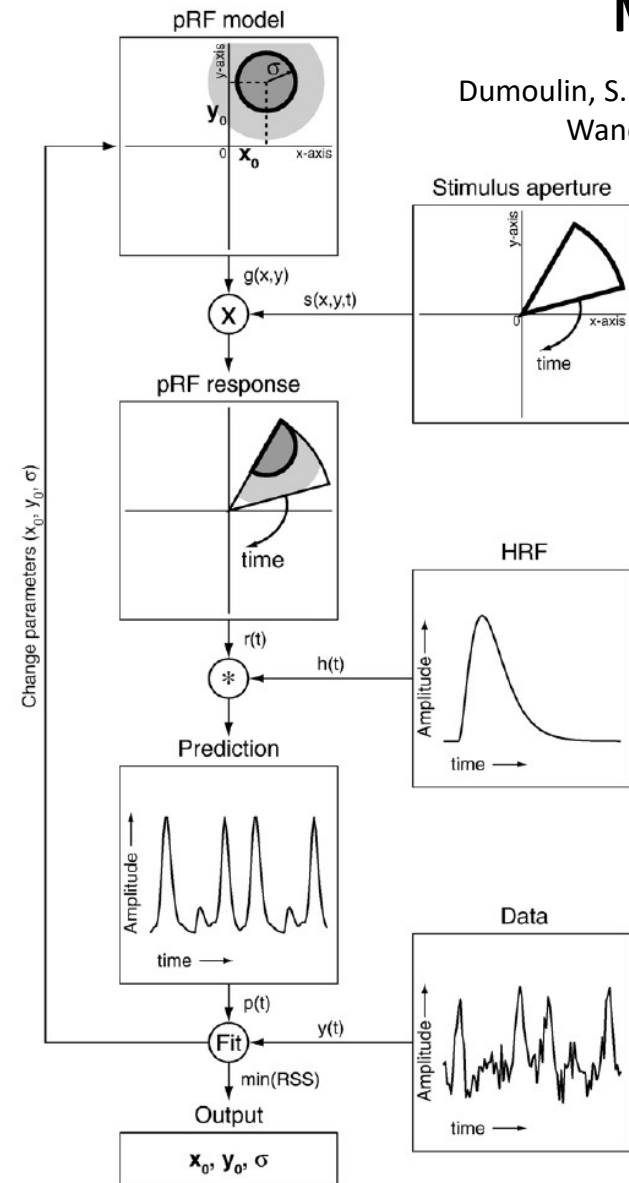 pRF model
M
Dumoulin, S.
y-axis
σ
y₀
0
x₀
x-axis
Stimulus aperture
y-axis
0
x-axis
time
g(x,y)
X
s(x,y,t)
pRF response
time
Change parameters (x₀, y₀, σ)
HRF
Amplitude
time
r(t)
*
h(t)
Prediction
Amplitude
time
Data
Amplitude
time
p(t)
Fit
y(t)
min(RSS)
Output
x₀, y₀, σ